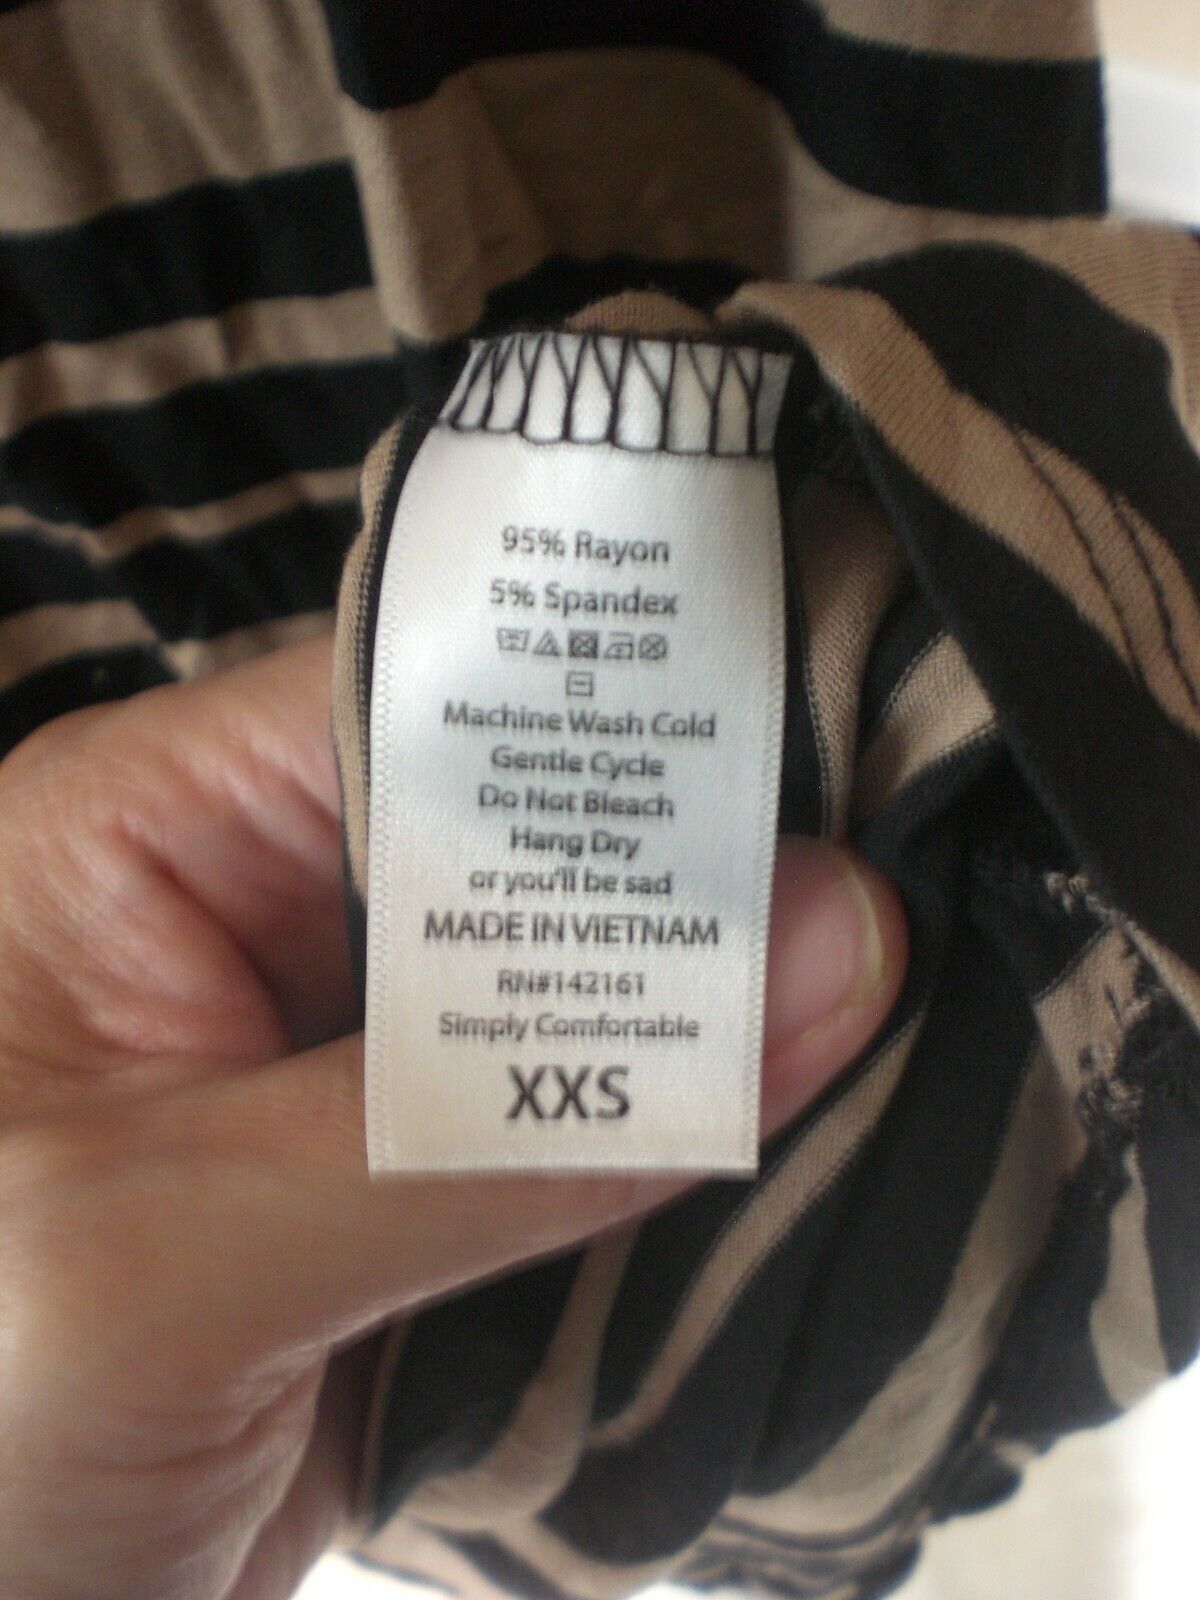 95% Rayon
5% Spandex
Machine Wash Cold
Gentle Cycle
Do Not Bleach
Hang Dry
or you'll be sad
MADE IN VIETNAM
RN#142161
Simply Comfortable
XXS